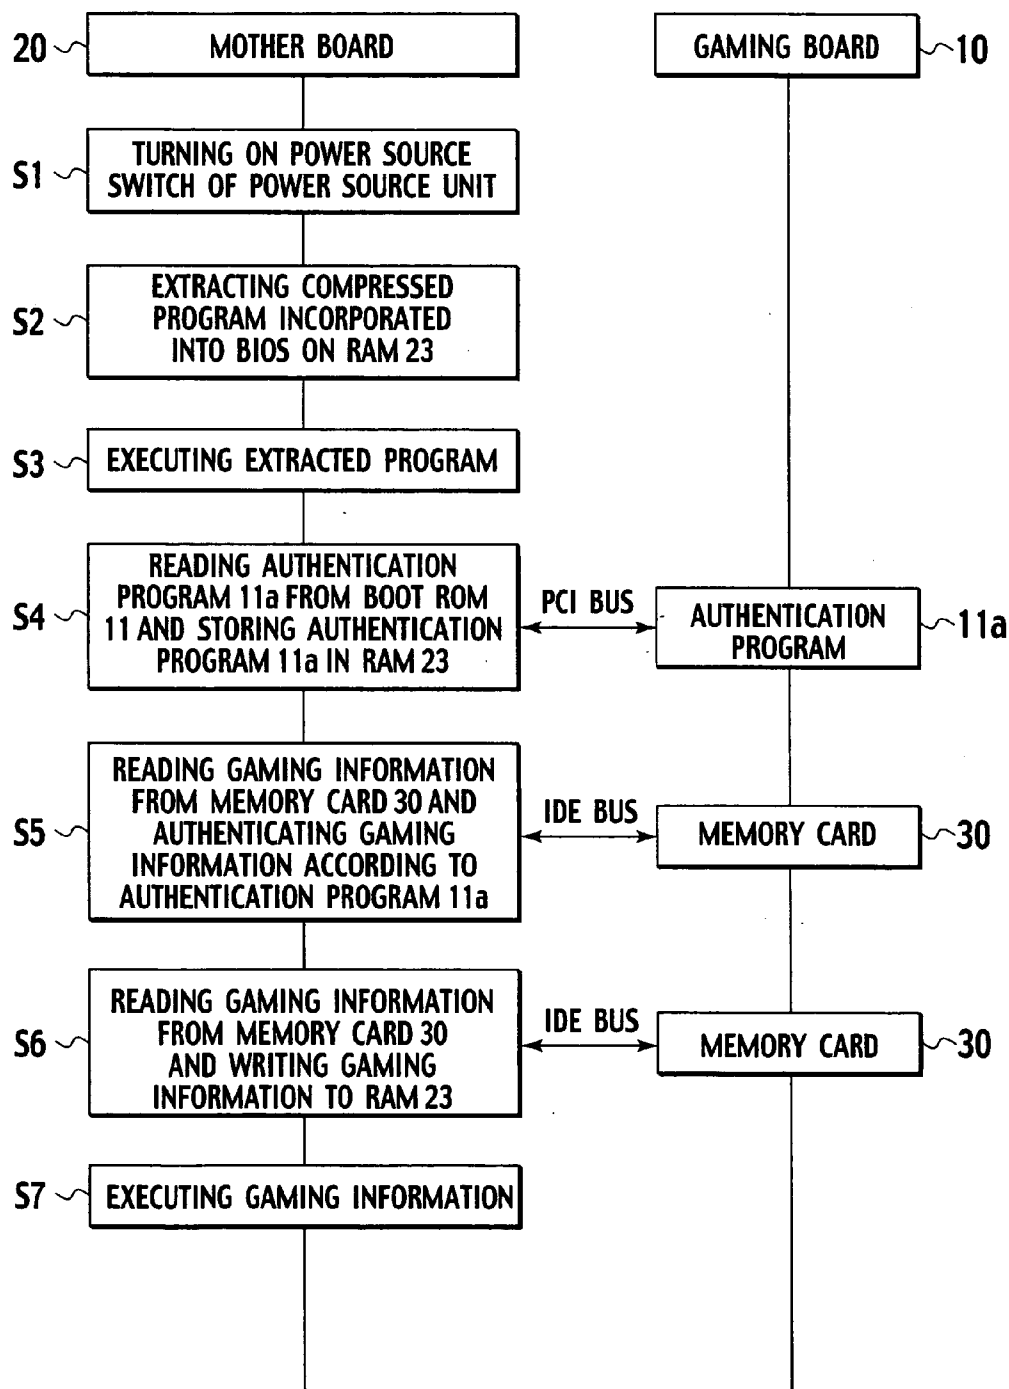 20 MOTHER BOARD
GAMING BOARD 10
S1 TURNING ON POWER SOURCE
SWITCH OF POWER SOURCE UNIT
S2 EXTRACTING COMPRESSED
PROGRAM INCORPORATED
INTO BIOS ON RAM 23
S3 EXECUTING EXTRACTED PROGRAM
S4 READING AUTHENTICATION
PROGRAM 11a FROM BOOT ROM
11 AND STORING AUTHENTICATION
PROGRAM 11a IN RAM 23
PCI BUS
AUTHENTICATION
PROGRAM
11a
S5 READING GAMING INFORMATION
FROM MEMORY CARD 30 AND
AUTHENTICATING GAMING
INFORMATION ACCORDING TO
AUTHENTICATION PROGRAM 11a
IDE BUS
MEMORY CARD 30
S6 READING GAMING INFORMATION
FROM MEMORY CARD 30
AND WRITING GAMING
INFORMATION TO RAM 23
IDE BUS
MEMORY CARD 30
S7 EXECUTING GAMING INFORMATION